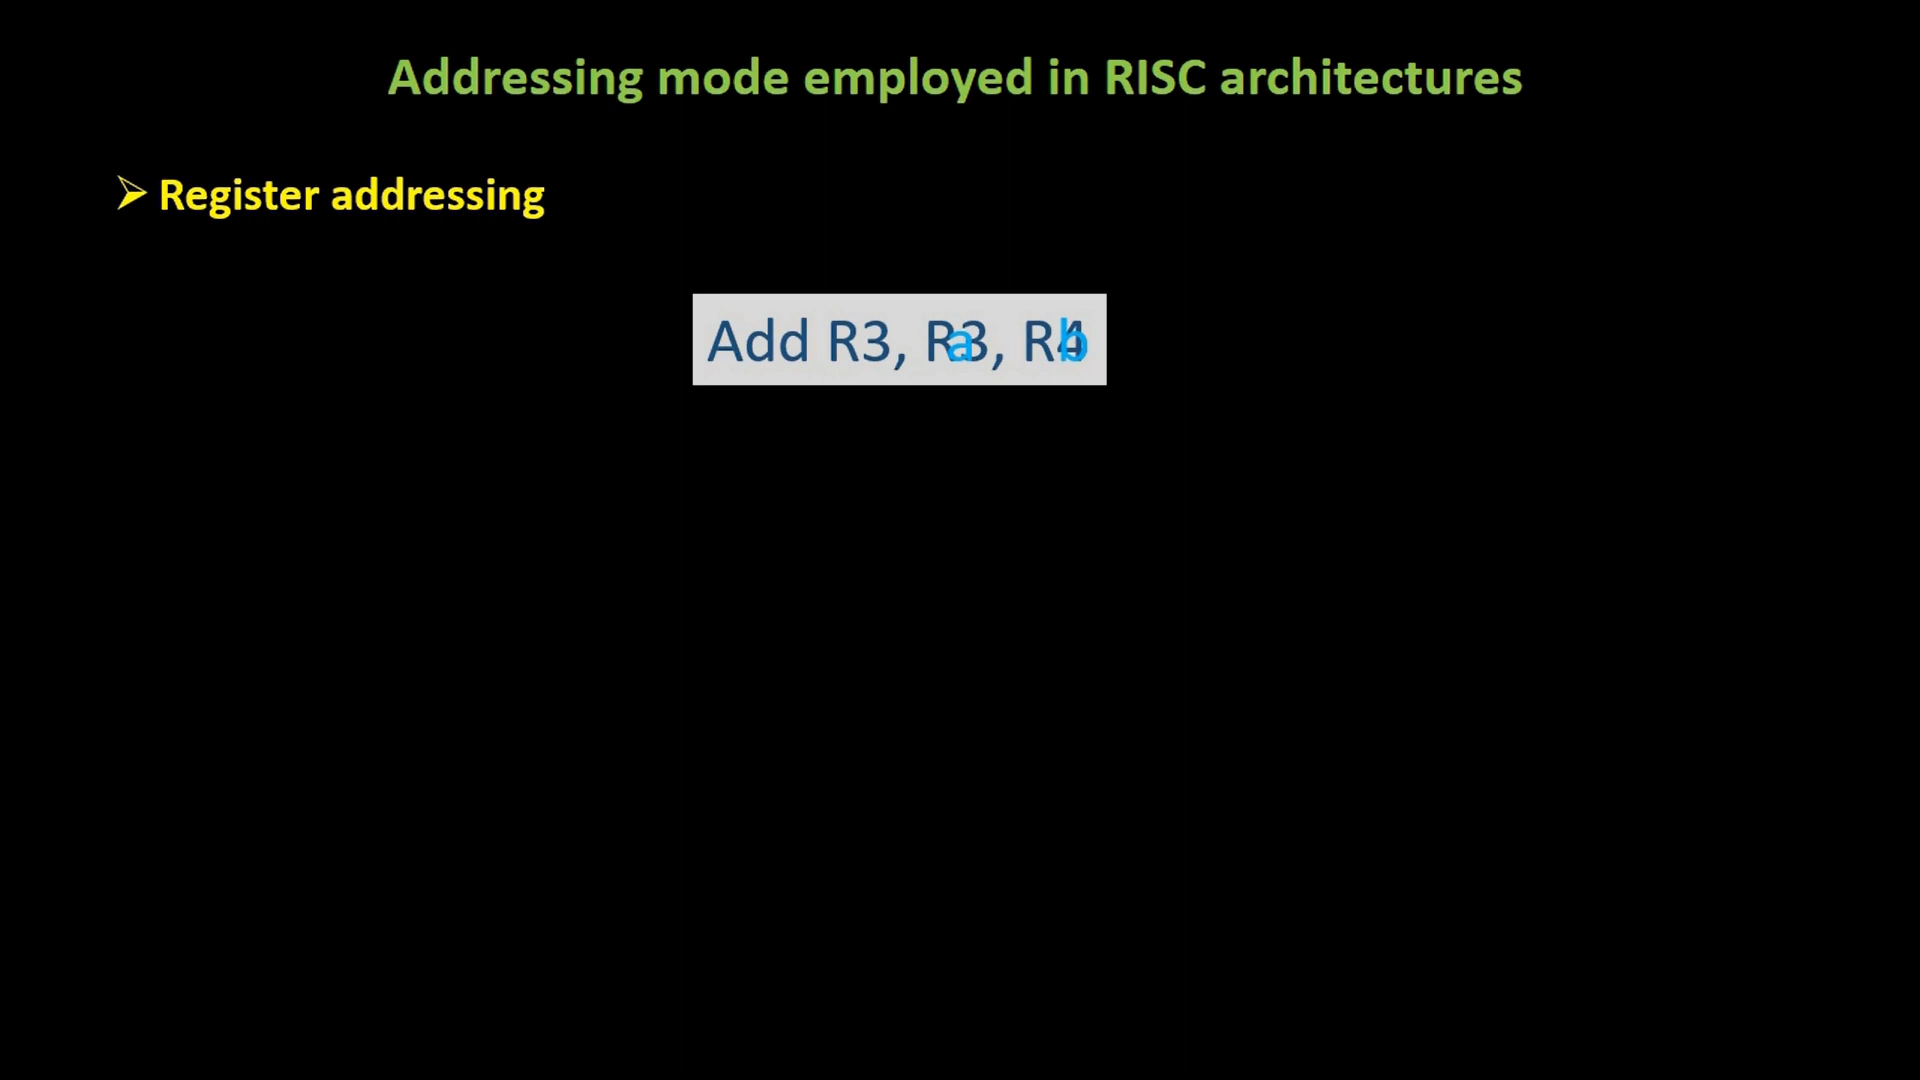 Addressing mode employed in RISC architectures
➢ Register addressing
Add R3, R3, R4
a b